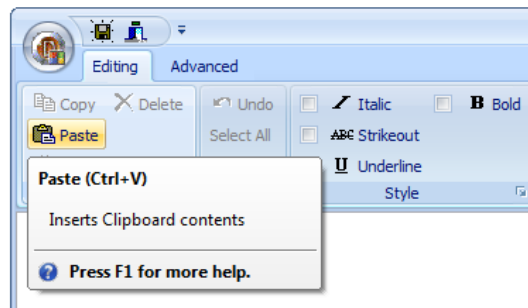 Editing Advanced
Copy Delete Undo Italic B Bold
Paste Select All ABC Strikeout
U Underline
Style
Paste (Ctrl+V)
Inserts Clipboard contents
Press F1 for more help.